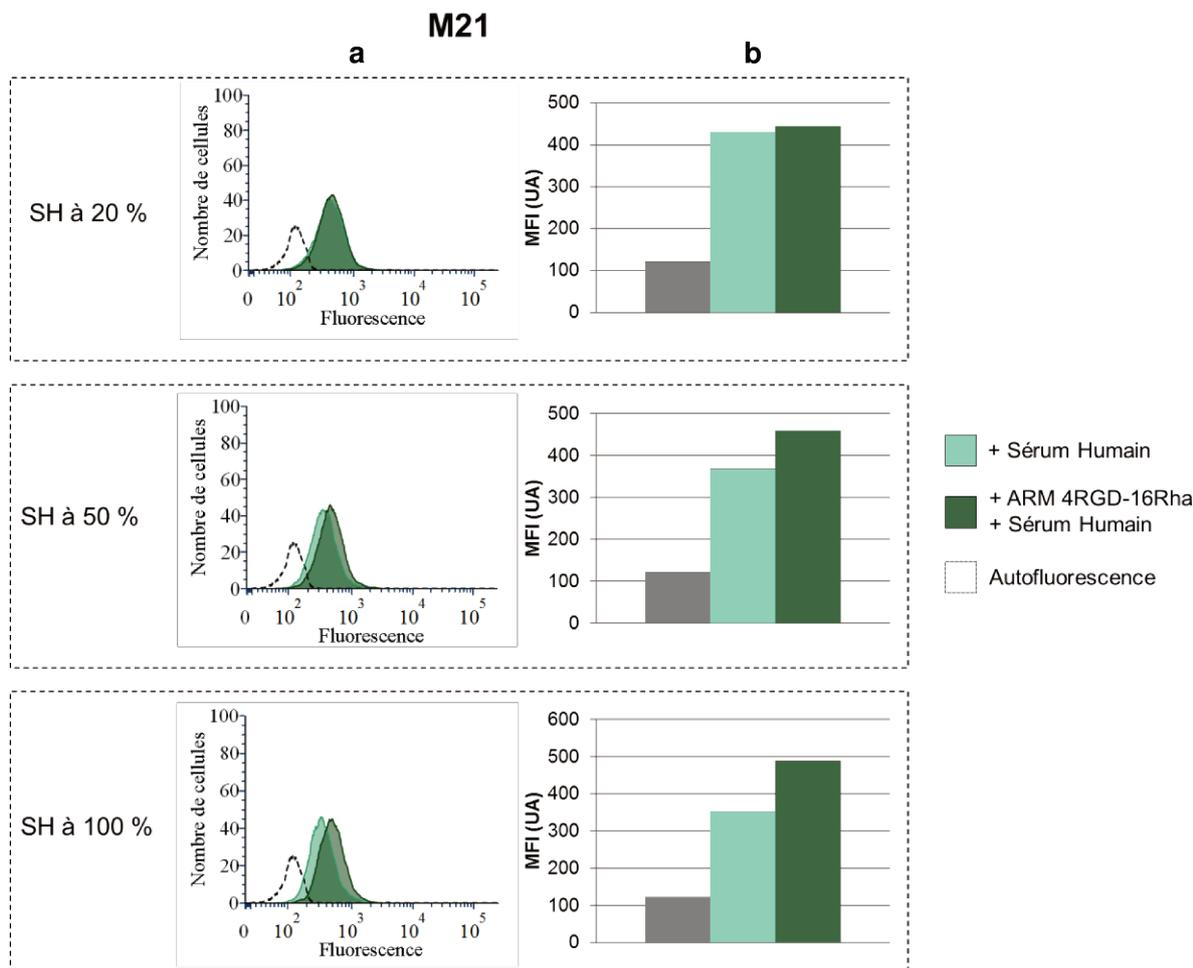 M21
a
b
SH à 20 %
Nombre de cellules
100
80
60
40
20
0
0 10² 10³ 10⁴ 10⁵
Fluorescence
MFI (UA)
500
400
300
200
100
0
SH à 50 %
Nombre de cellules
100
80
60
40
20
0
0 10² 10³ 10⁴ 10⁵
Fluorescence
MFI (UA)
500
400
300
200
100
0
+ Sérum Humain
+ ARM 4RGD-16Rha
+ Sérum Humain
Autofluorescence
SH à 100 %
Nombre de cellules
100
80
60
40
20
0
0 10² 10³ 10⁴ 10⁵
Fluorescence
MFI (UA)
600
500
400
300
200
100
0